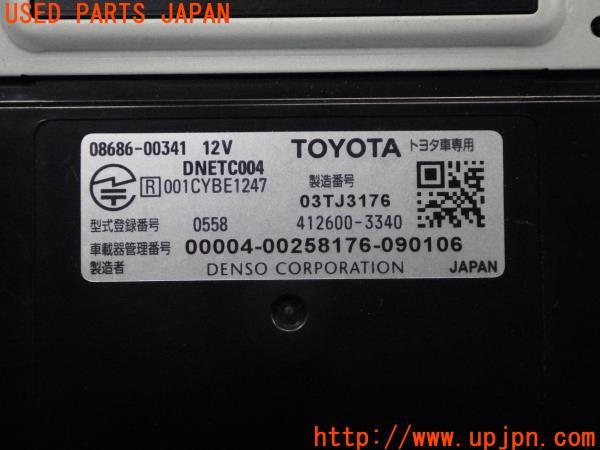 USED PARTS JAPAN
08686-00341 12V TOYOTA トヨタ車専用
DNETC004
R 001CYBE1247 製造番号
03TJ3176
型式登録番号 0558 412600-3340
車載器管理番号 00004-00258176-090106
製造者 DENSO CORPORATION JAPAN
http://www.upjpn.com/